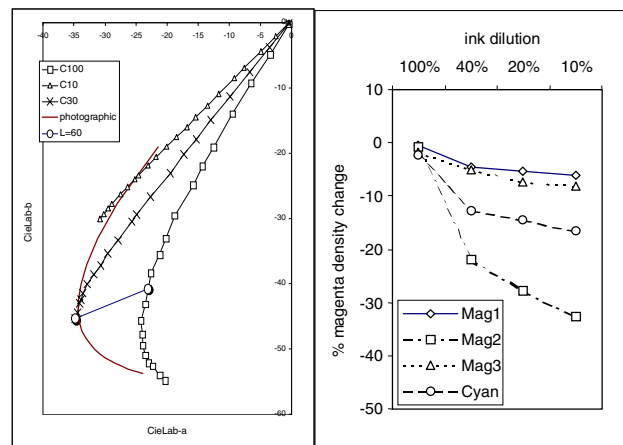 -40 -35 -30 -25 -20 -15 -10 -5 0
-0
-10
-20
-30
-40
-50
-60
C100
C10
C30
photographic
L=60
CieLab-b
CieLab-a
ink dilution
100% 40% 20% 10%
10
0
-10
-20
-30
-40
-50
% magenta density change
Mag1
Mag2
Mag3
Cyan